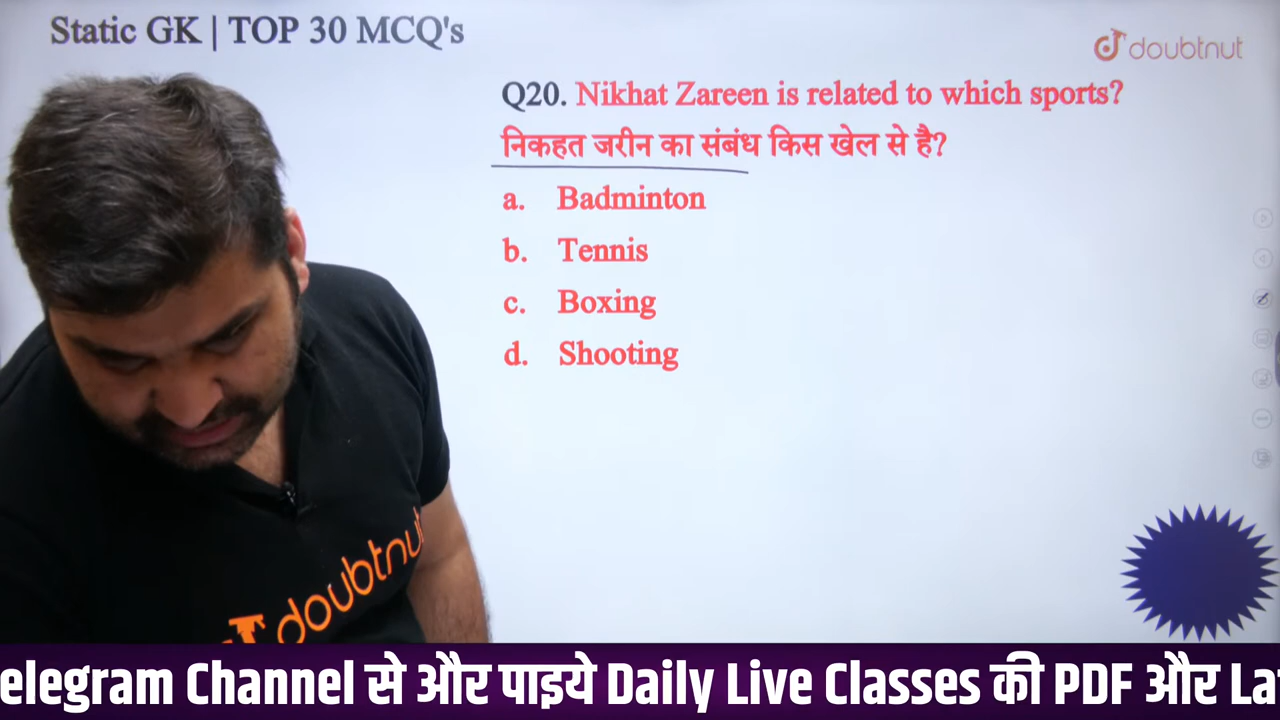 Static GK | TOP 30 MCQ's
doubtnut
Q20. Nikhat Zareen is related to which sports?
निकहत जरीन का संबंध किस खेल से है?
a. Badminton
b. Tennis
c. Boxing
d. Shooting
doubtnut
elegram Channel से और पाइये Daily Live Classes की PDF और La